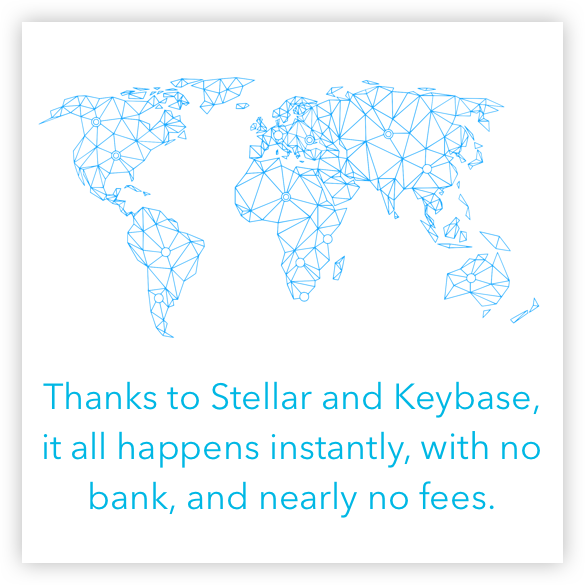 Thanks to Stellar and Keybase,
it all happens instantly, with no
bank, and nearly no fees.